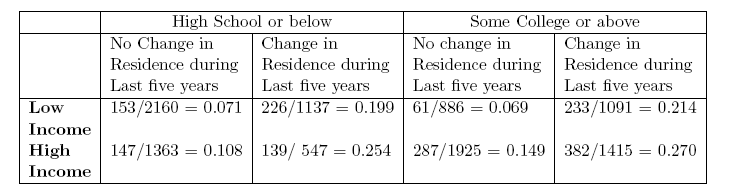 High School or below Some College or above
No Change in Change in No change in Change in
Residence during Residence during Residence during Residence during
Last five years Last five years Last five years Last five years
Low 153/2160 = 0.071 226/1137 = 0.199 61/886 = 0.069 233/1091 = 0.214
Income
High 147/1363 = 0.108 139/ 547 = 0.254 287/1925 = 0.149 382/1415 = 0.270
Income